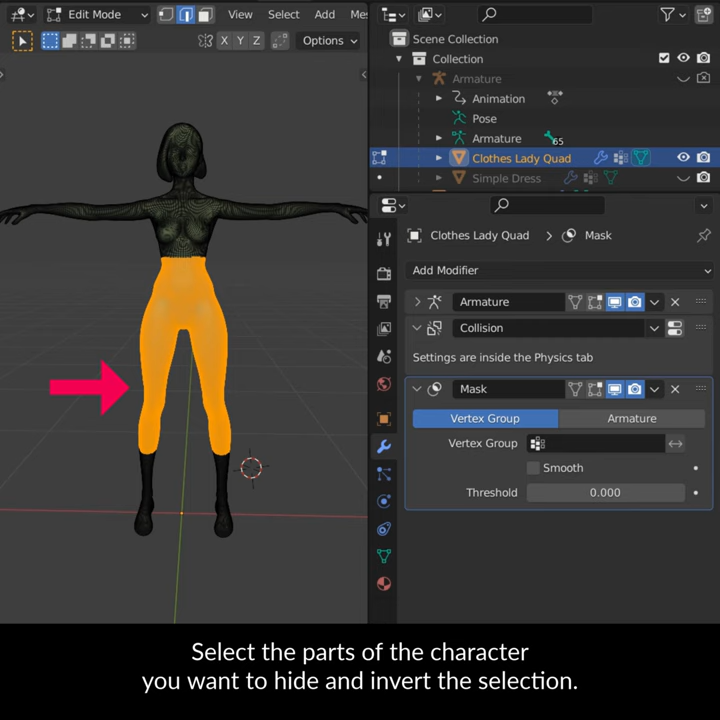 Edit Mode View Select Add Mes
X Y Z Options
Scene Collection
Collection
Armature
Animation
Pose
Armature 65
Clothes Lady Quad
Simple Dress
Clothes Lady Quad > Mask
Add Modifier
Armature
Collision
Settings are inside the Physics tab
Mask
Vertex Group Armature
Vertex Group
Smooth
Threshold 0.000
Select the parts of the character
you want to hide and invert the selection.